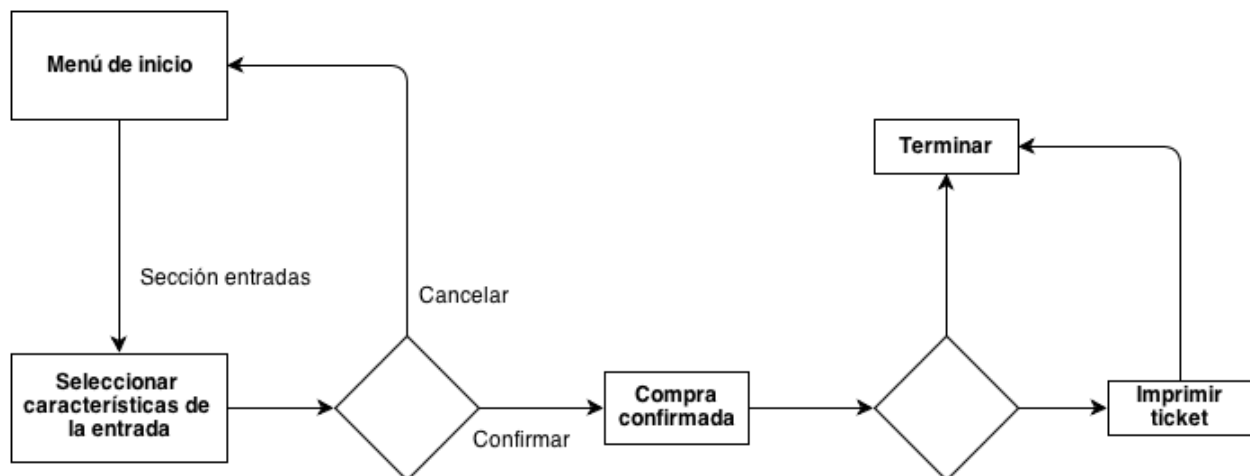 Menú de inicio
Terminar
Sección entradas
Cancelar
Seleccionar
características de
la entrada
Compra
confirmada
Confirmar
Imprimir
ticket